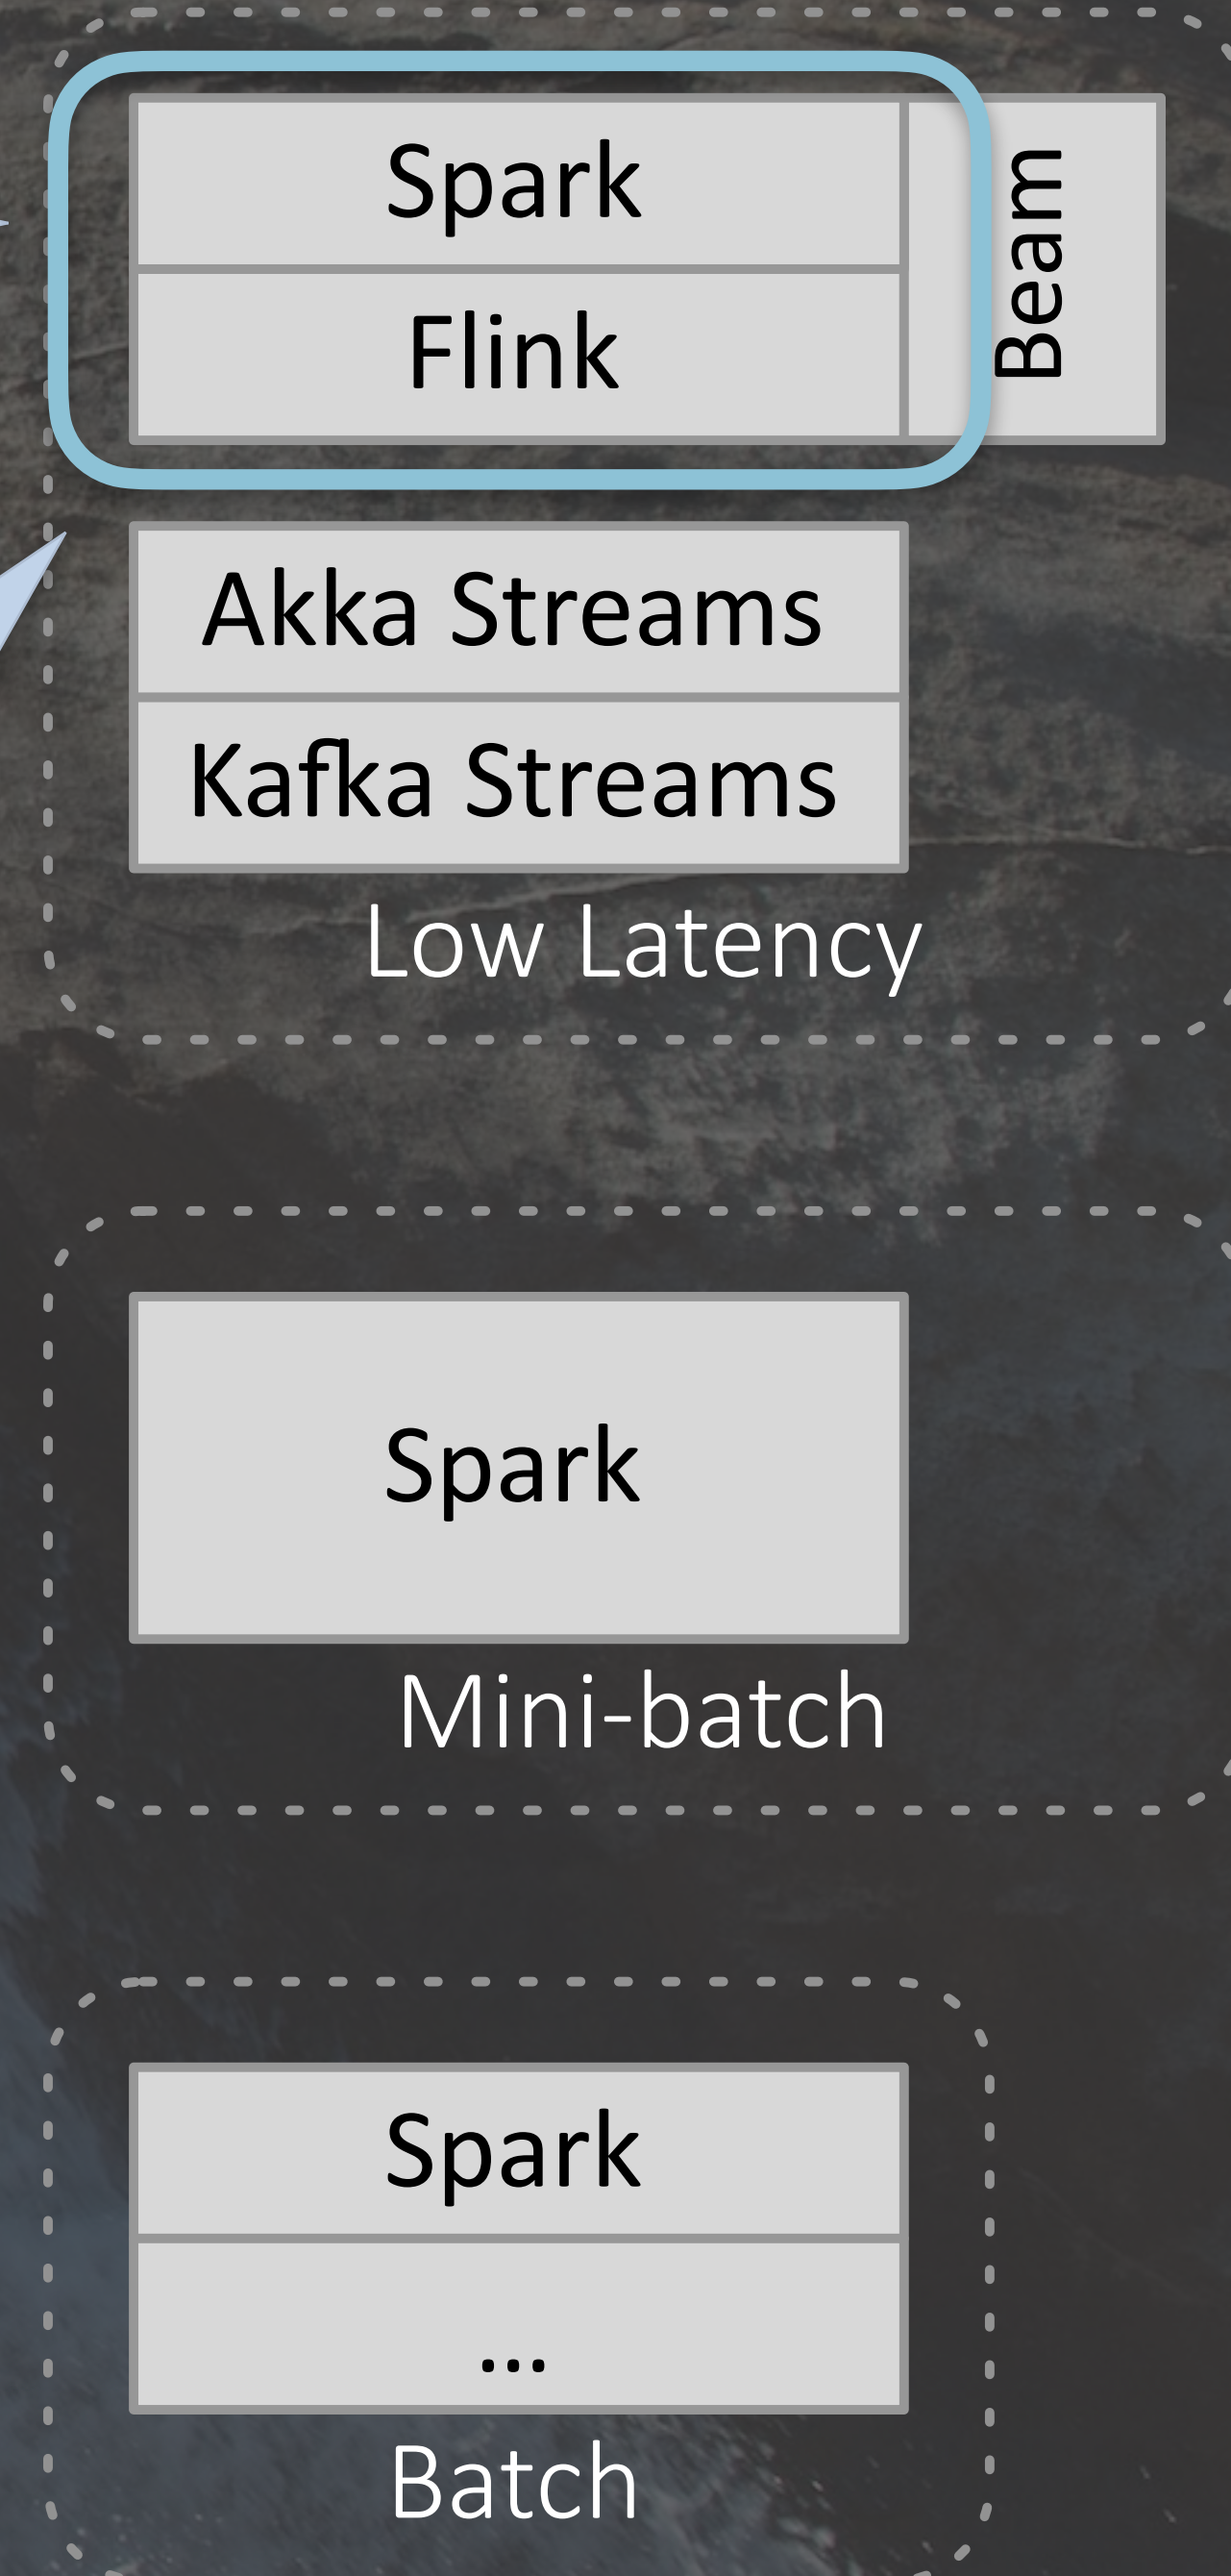 Spark
Beam
Flink
Akka Streams
Kafka Streams
Low Latency
Spark
Mini-batch
Spark
...
Batch